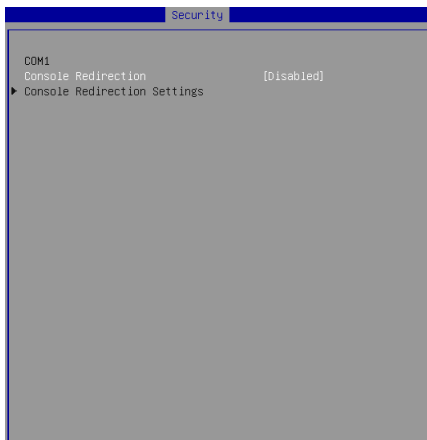 Security
COM1
Console Redirection [Disabled]
Console Redirection Settings